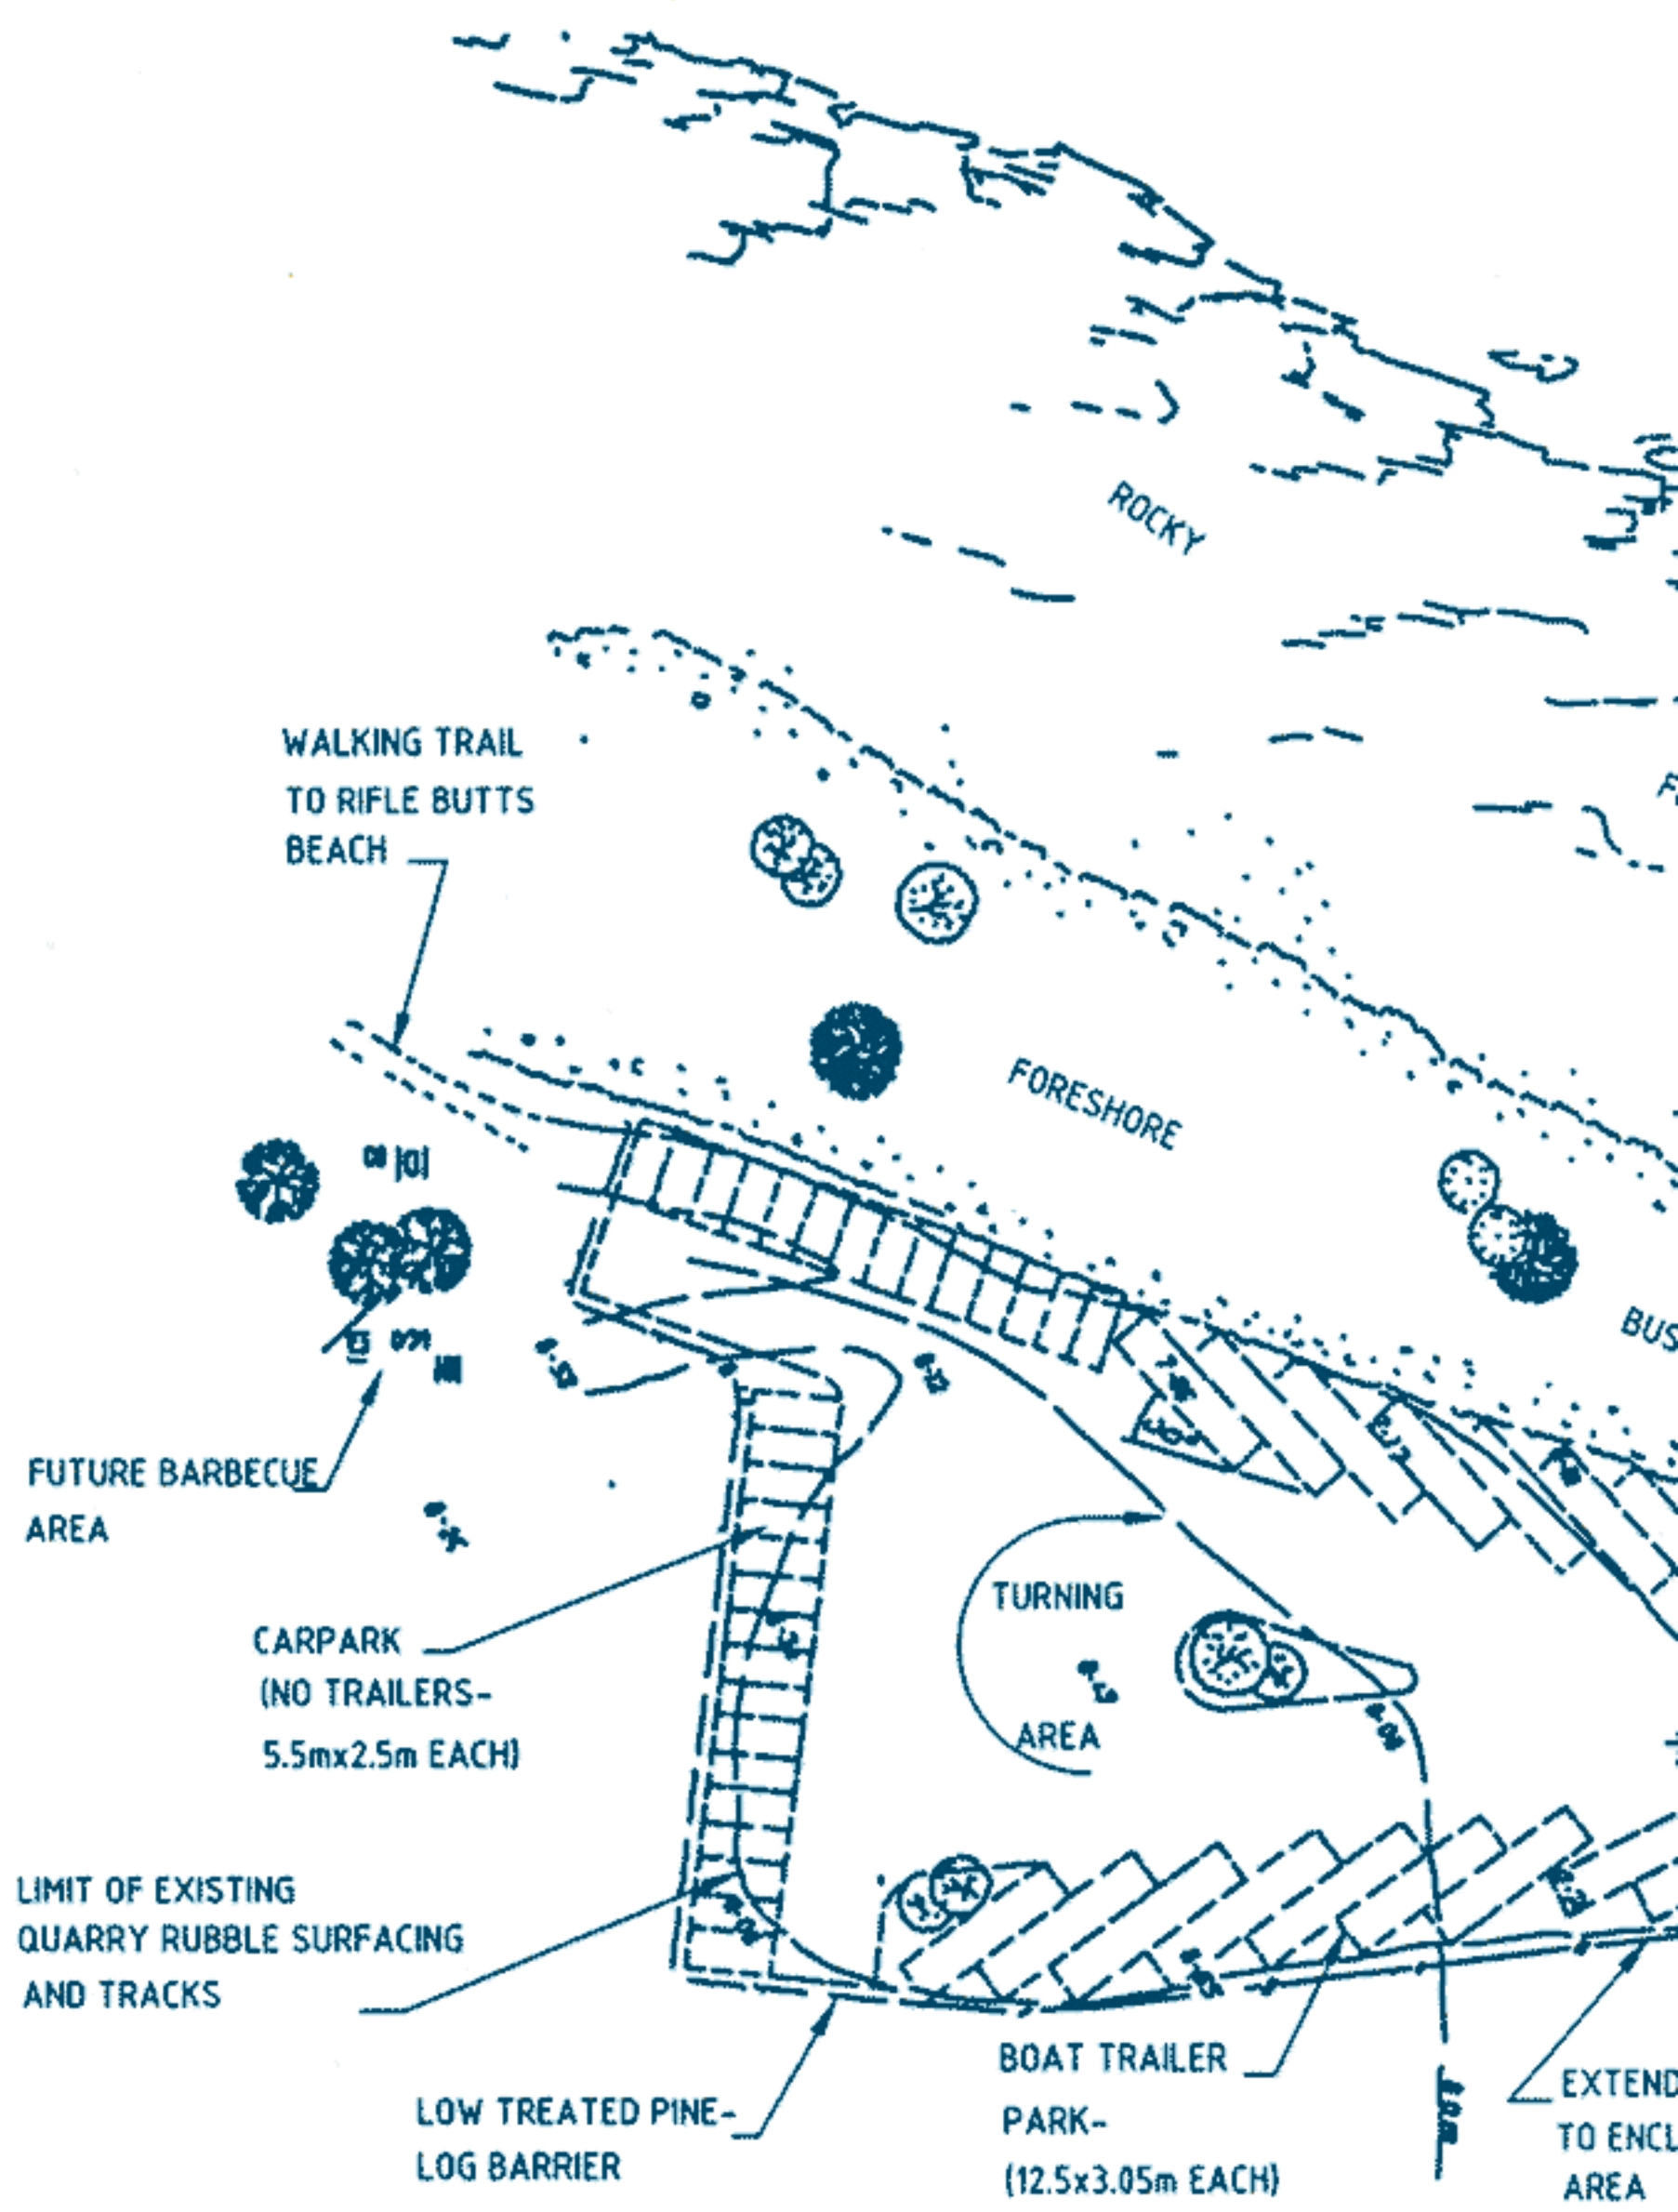 ROCKY
WALKING TRAIL
TO RIFLE BUTTS
BEACH
FORESHORE
FUTURE BARBECUE
AREA
TURNING
AREA
CARPARK
(NO TRAILERS-
5.5mx2.5m EACH)
LIMIT OF EXISTING
QUARRY RUBBLE SURFACING
AND TRACKS
LOW TREATED PINE-
LOG BARRIER
BOAT TRAILER
PARK-
(12.5x3.05m EACH)
EXTEND
TO ENCL
AREA
BUS